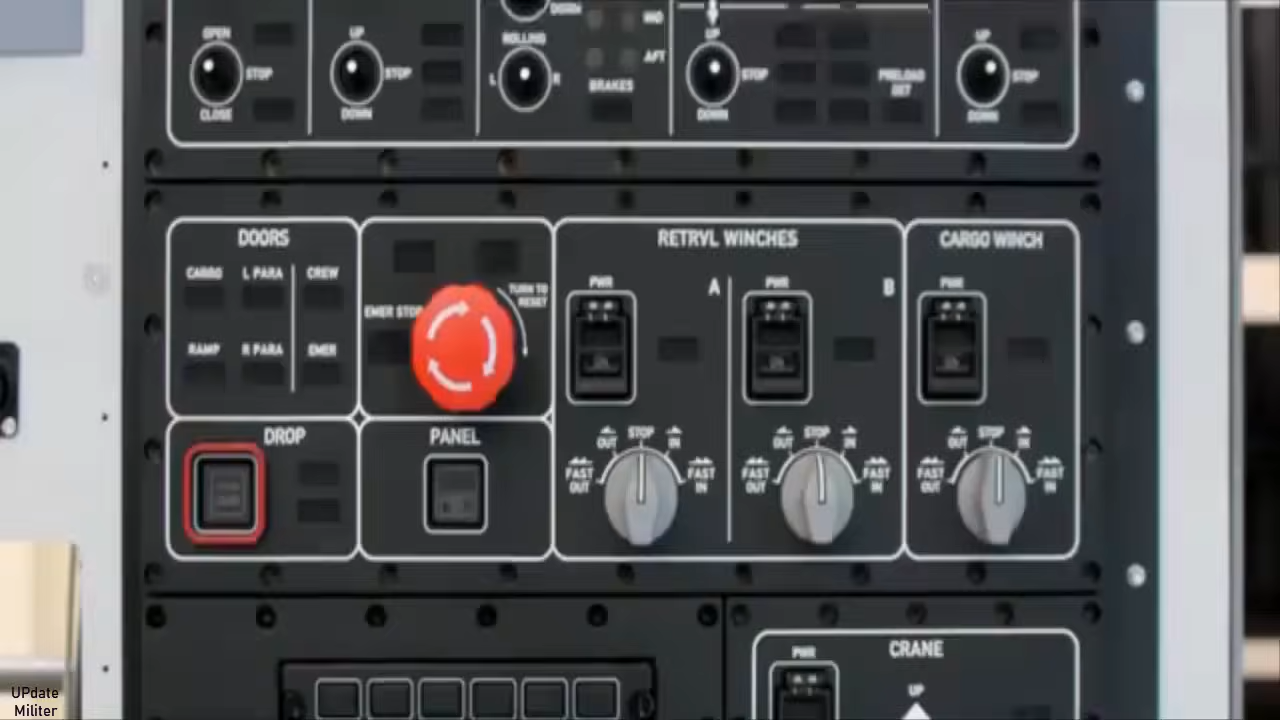 DOWN
IND
ROLLING
AFT
OPEN
UP
UP
UP
STOP
STOP
L
R
STOP
STOP
BRAKES
PRELOAD
CLOSE
DOWN
DOWN
DOWN
DOORS
CARGO
L PARA
CREW
RAMP
R PARA
EMER
EMER STOP
TURN TO
RESET
RETRVL WINCHES
PWR
A
PWR
B
OUT
STOP
IN
FAST
OUT
FAST
IN
OUT
STOP
IN
FAST
OUT
FAST
IN
CARGO WINCH
PWR
OUT
STOP
IN
FAST
OUT
FAST
IN
DROP
PANEL
CRANE
PWR
UP
UPdate
Militer